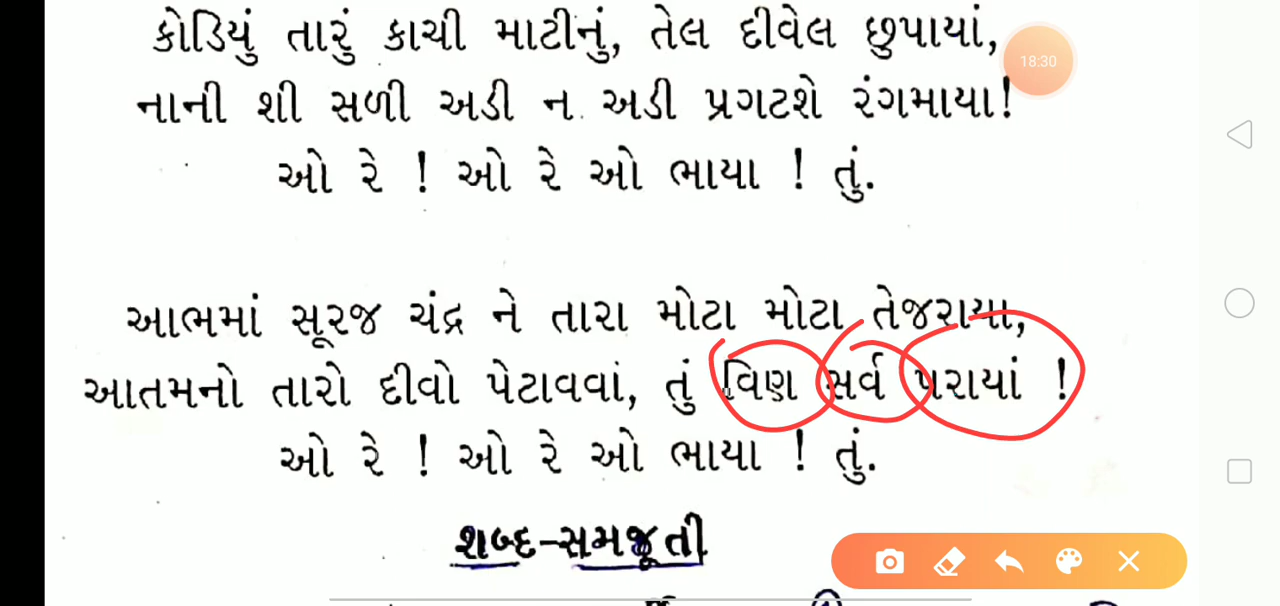 કોડિયું તારું કાચી માટીનું, તેલ દીવેલ છુપાયાં,
18:30
નાની શી સળી અડી ન અડી પ્રગટશે રંગમાયા!
ઓ રે ! ઓ રે ઓ ભાયા ! તું.
આભમાં સૂરજ ચંદ્ર ને તારા મોટા મોટા તેજરાયા,
આતમનો તારો દીવો પેટાવવાં, તું વિણ સર્વ પરાયાં !
ઓ રે ! ઓ રે ઓ ભાયા ! તું.
શબ્દ-સમજૂતી